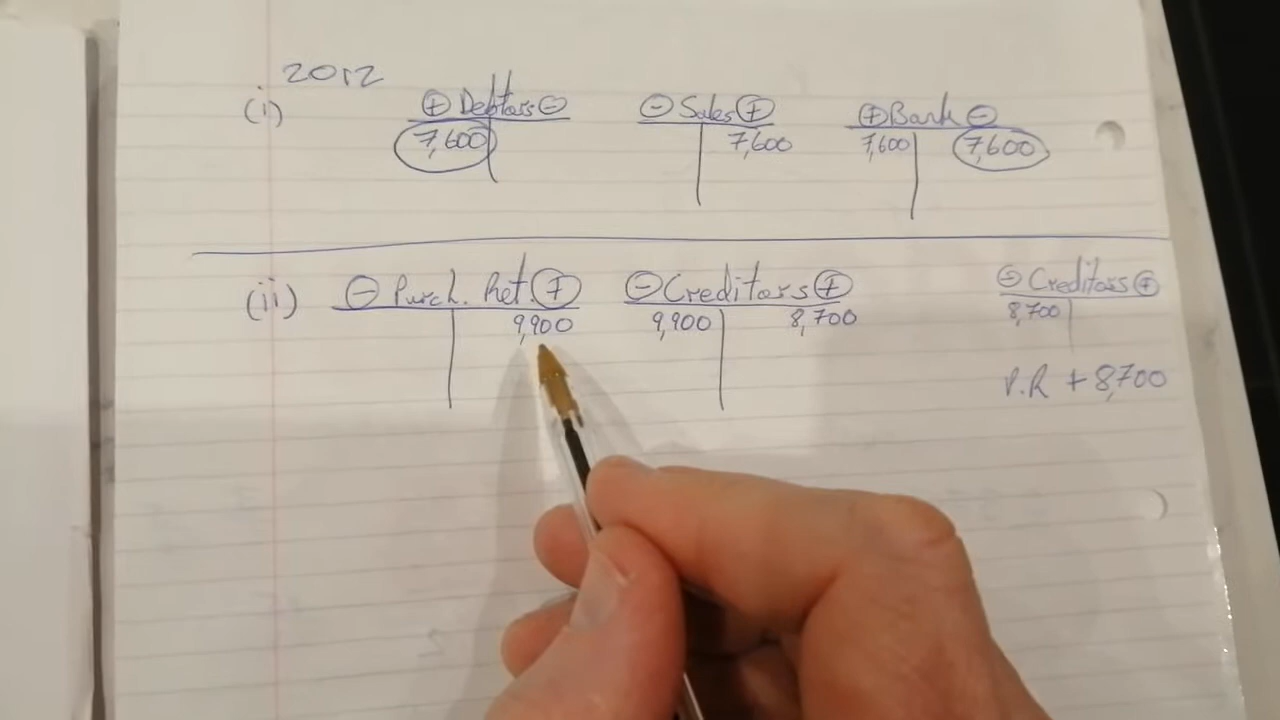 2012
(i) ⊕ Debtors ⊖ ⊖ Sales ⊕ ⊕ Bank ⊖
7,600 7,600 7,600 7,600
(ii) ⊖ Purch. Ret. ⊕ ⊖ Creditors ⊕ ⊖ Creditors ⊕
9,900 9,900 8,700 8,700
P.R + 8,700